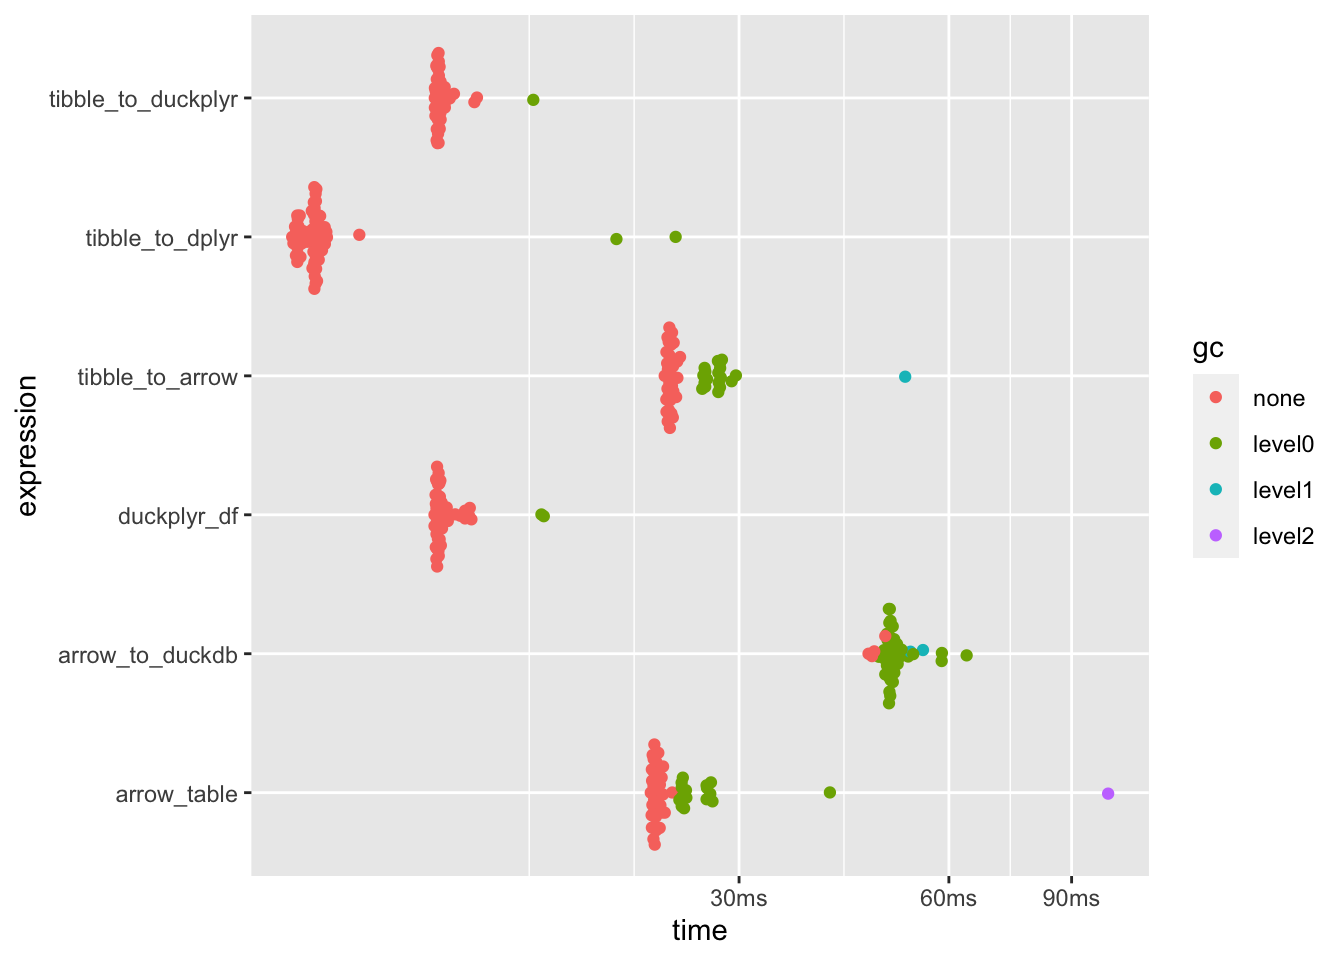 tibble_to_duckplyr
tibble_to_dplyr
tibble_to_arrow
duckplyr_df
arrow_to_duckdb
arrow_table
expression
30ms
60ms
90ms
time
gc
none
level0
level1
level2